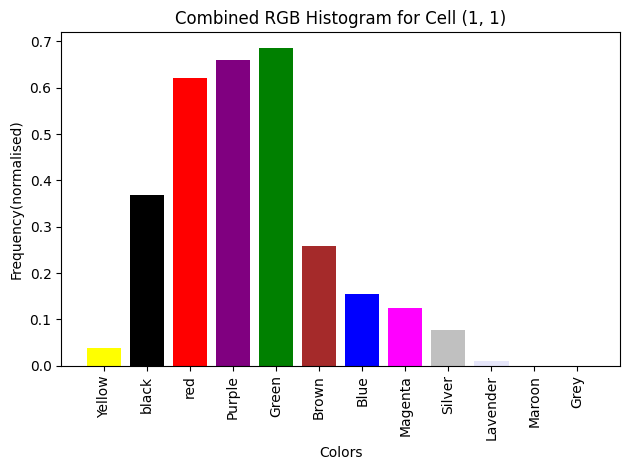 Combined RGB Histogram for Cell (1, 1)
Frequency(normalised)
0.7
0.6
0.5
0.4
0.3
0.2
0.1
0.0
Yellow
black
red
Purple
Green
Brown
Blue
Magenta
Silver
Lavender
Maroon
Grey
Colors